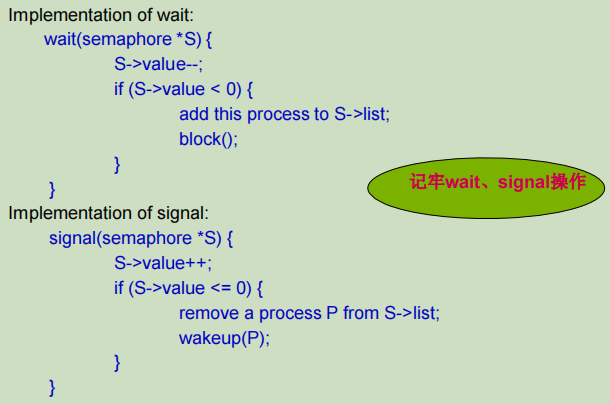 Implementation of wait:
wait(semaphore *S) {
S->value--;
if (S->value < 0) {
add this process to S->list;
block();
}
}
记牢wait、signal操作
Implementation of signal:
signal(semaphore *S) {
S->value++;
if (S->value <= 0) {
remove a process P from S->list;
wakeup(P);
}
}